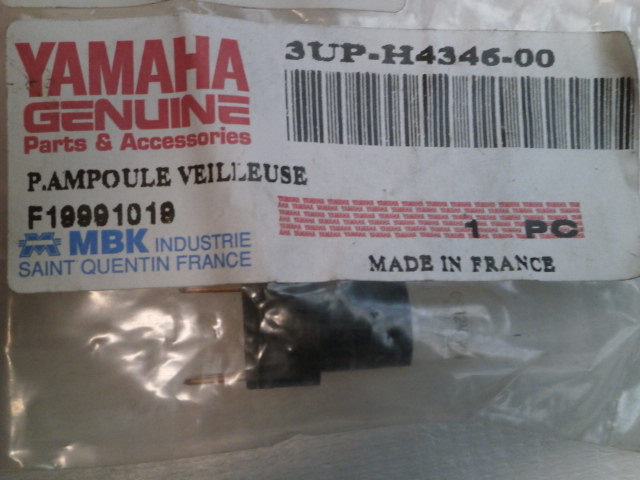 YAMAHA
GENUINE
Parts & Accessories
3UP-H4346-00
P.AMPOULE VEILLEUSE
F19991019
1 PC
MBK INDUSTRIE
SAINT QUENTIN FRANCE
MADE IN FRANCE